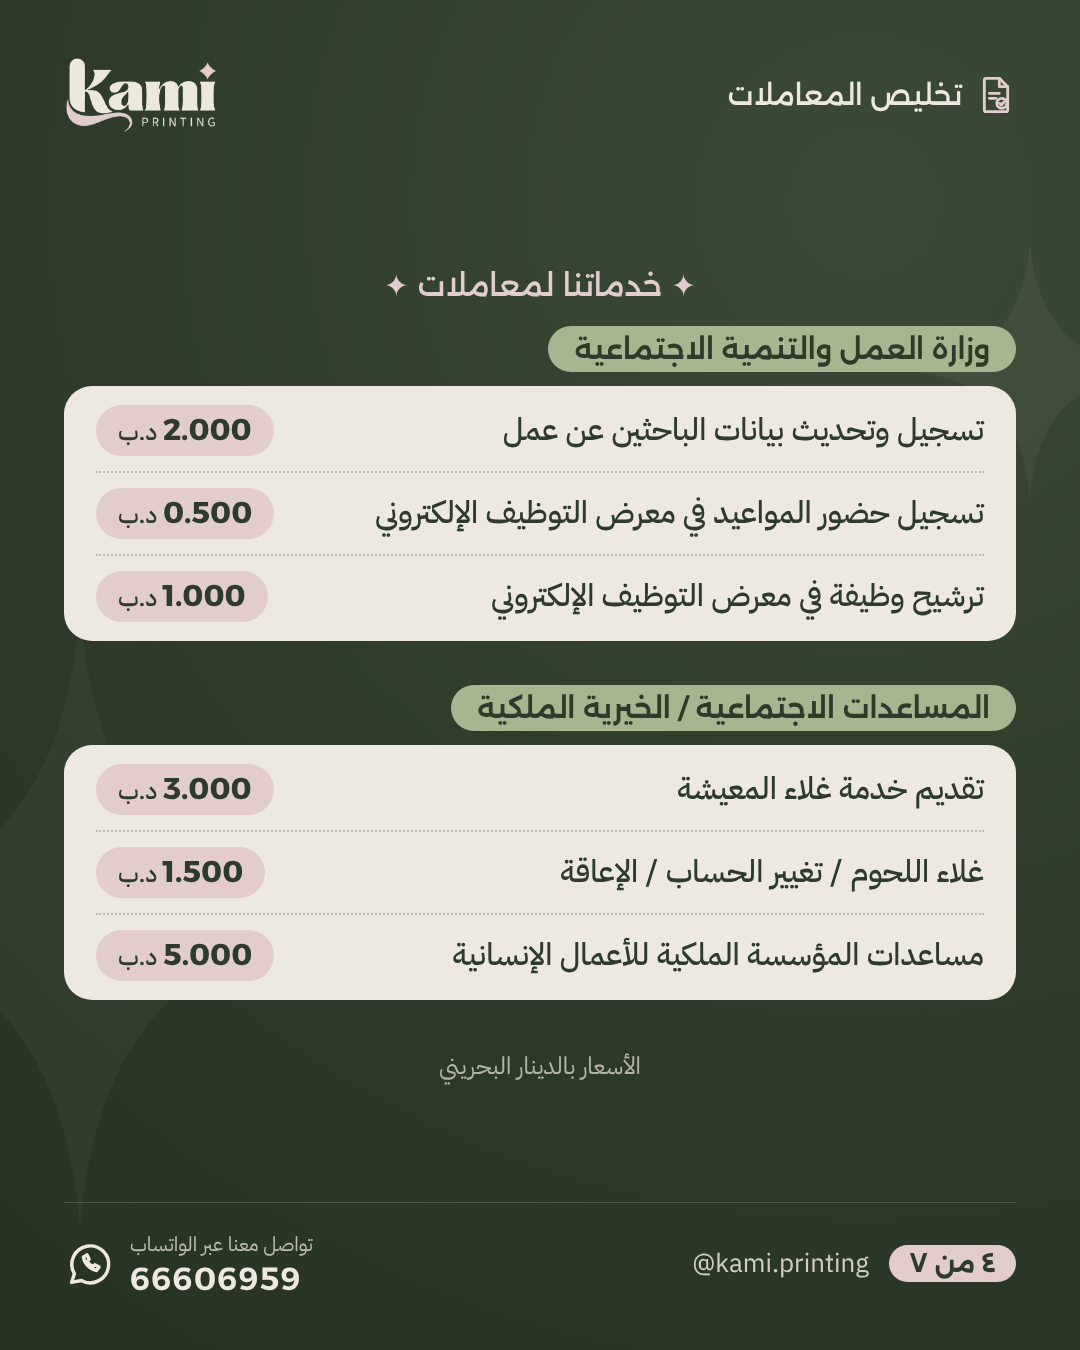 Kami
PRINTING
تخليص المعاملات
✦ خدماتنا لمعاملات ✦
وزارة العمل والتنمية الاجتماعية
تسجيل وتحديث بيانات الباحثين عن عمل 2.000 د.ب
تسجيل حضور المواعيد في معرض التوظيف الإلكتروني 0.500 د.ب
ترشيح وظيفة في معرض التوظيف الإلكتروني 1.000 د.ب
المساعدات الاجتماعية / الخيرية الملكية
تقديم خدمة غلاء المعيشة 3.000 د.ب
غلاء اللحوم / تغيير الحساب / الإعاقة 1.500 د.ب
مساعدات المؤسسة الملكية للأعمال الإنسانية 5.000 د.ب
الأسعار بالدينار البحريني
٤ من ٧
@kami.printing
تواصل معنا عبر الواتساب
66606959